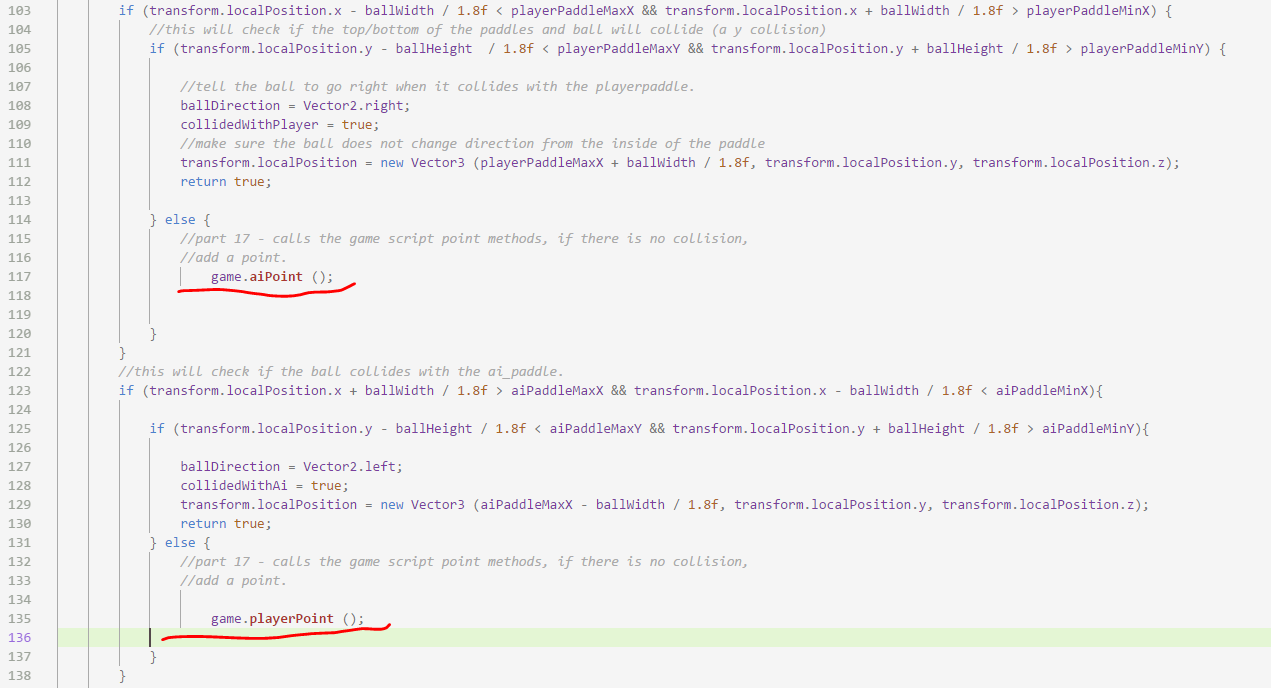 103 if (transform.localPosition.x - ballWidth / 1.8f < playerPaddleMaxX && transform.localPosition.x + ballWidth / 1.8f > playerPaddleMinX) {
104 //this will check if the top/bottom of the paddles and ball will collide (a y collision)
105 if (transform.localPosition.y - ballHeight  / 1.8f < playerPaddleMaxY && transform.localPosition.y + ballHeight / 1.8f > playerPaddleMinY) {
106
107 //tell the ball to go right when it collides with the playerpaddle.
108 ballDirection = Vector2.right;
109 collidedWithPlayer = true;
110 //make sure the ball does not change direction from the inside of the paddle
111 transform.localPosition = new Vector3 (playerPaddleMaxX + ballWidth / 1.8f, transform.localPosition.y, transform.localPosition.z);
112 return true;
113
114 } else {
115 //part 17 - calls the game script point methods, if there is no collision,
116 //add a point.
117 game.aiPoint ();
118
119
120 }
121 }
122 //this will check if the ball collides with the ai_paddle.
123 if (transform.localPosition.x + ballWidth / 1.8f > aiPaddleMaxX && transform.localPosition.x - ballWidth / 1.8f < aiPaddleMinX){
124
125 if (transform.localPosition.y - ballHeight / 1.8f < aiPaddleMaxY && transform.localPosition.y + ballHeight / 1.8f > aiPaddleMinY){
126
127 ballDirection = Vector2.left;
128 collidedWithAi = true;
129 transform.localPosition = new Vector3 (aiPaddleMaxX - ballWidth / 1.8f, transform.localPosition.y, transform.localPosition.z);
130 return true;
131 } else {
132 //part 17 - calls the game script point methods, if there is no collision,
133 //add a point.
134
135 game.playerPoint ();
136
137 }
138 }